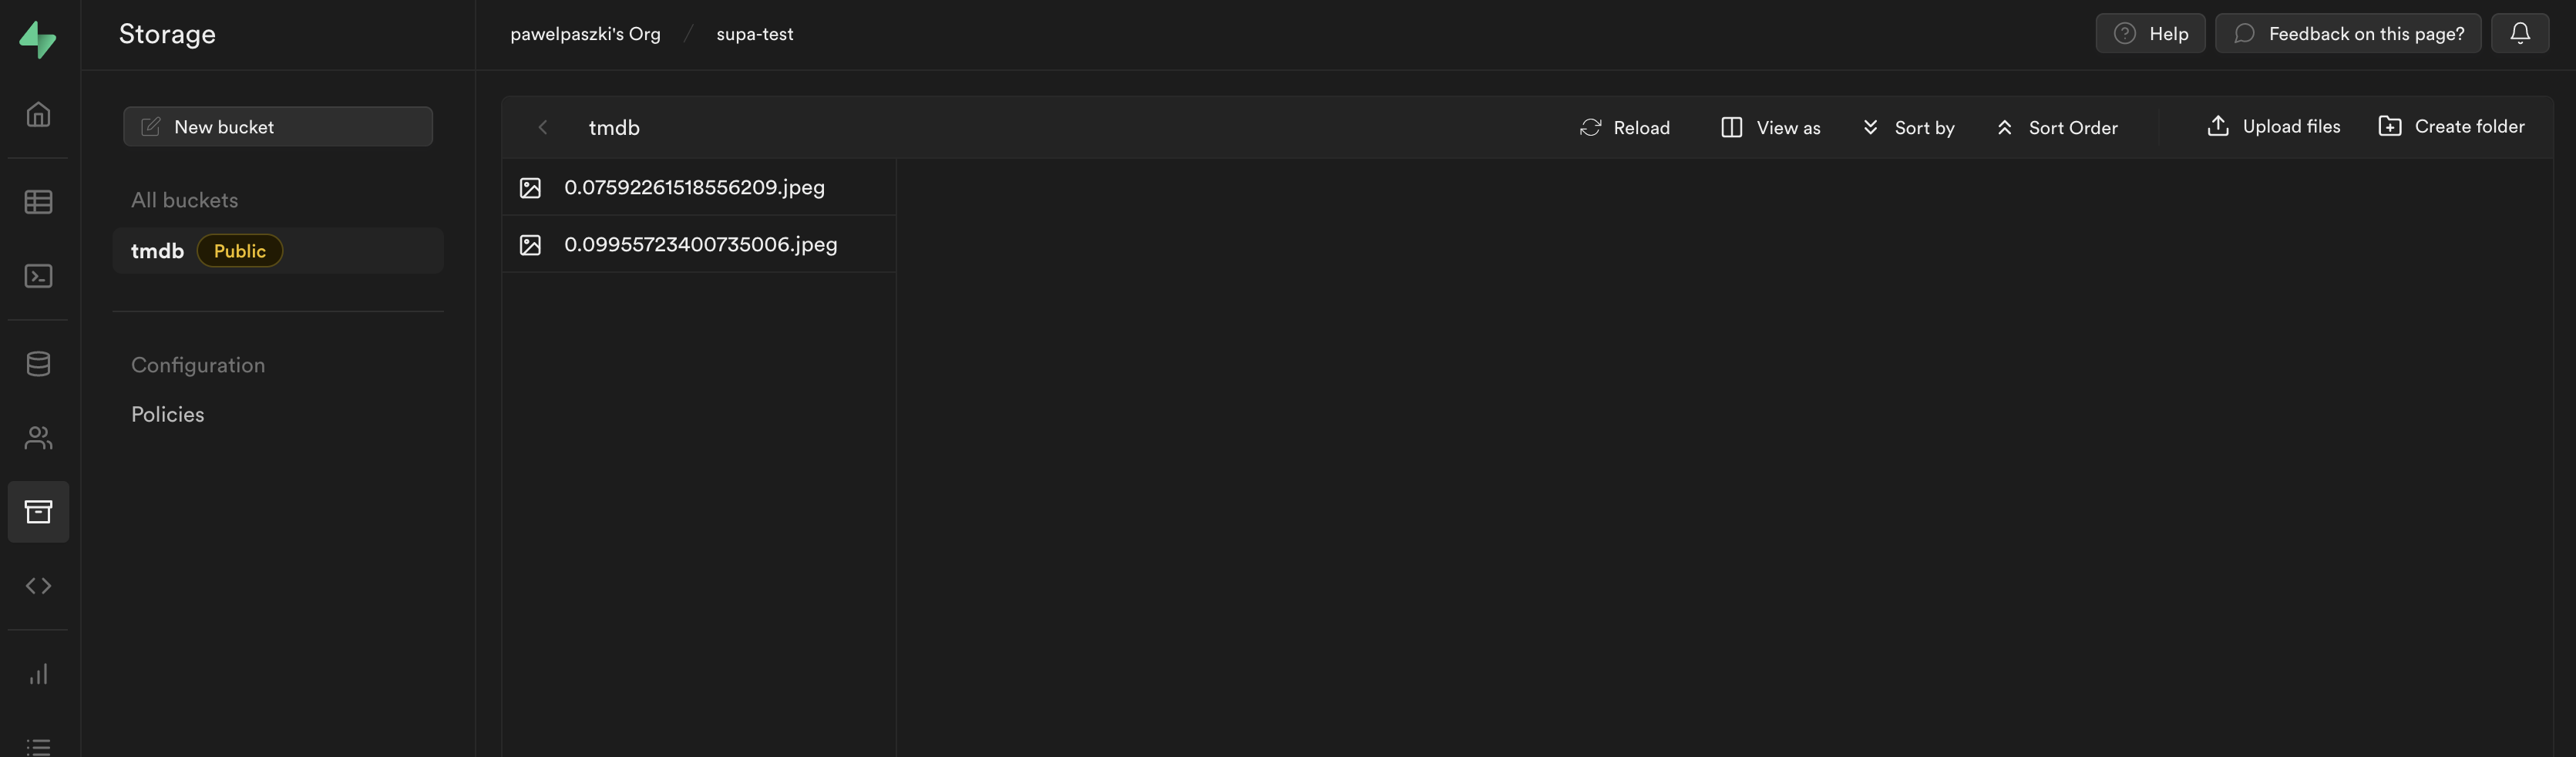 Storage
pawelpaszki's Org / supa-test
Help
Feedback on this page?
New bucket
All buckets
tmdb Public
Configuration
Policies
tmdb
Reload
View as
Sort by
Sort Order
Upload files
Create folder
0.07592261518556209.jpeg
0.09955723400735006.jpeg